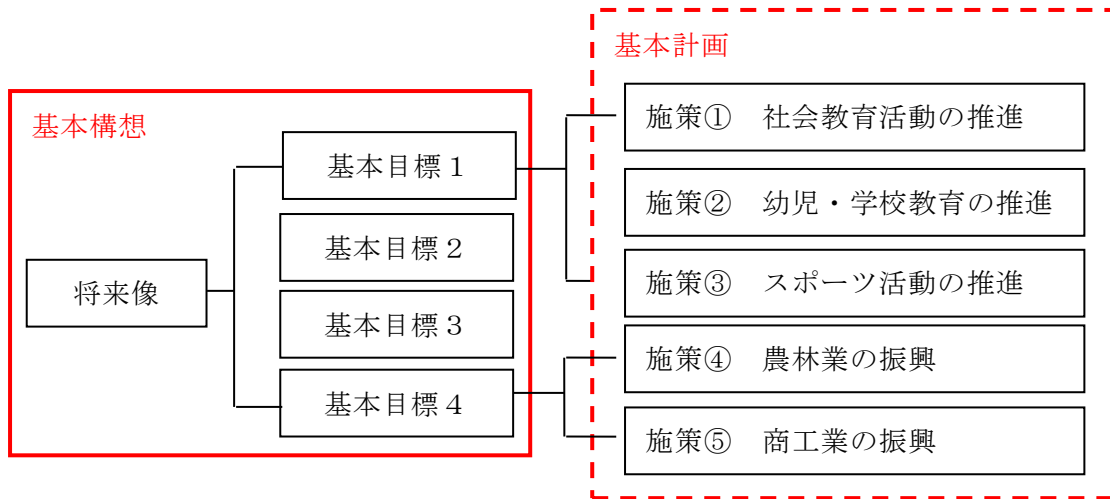 基本計画
基本構想
将来像
基本目標１
基本目標２
基本目標３
基本目標４
施策①　社会教育活動の推進
施策②　幼児・学校教育の推進
施策③　スポーツ活動の推進
施策④　農林業の振興
施策⑤　商工業の振興